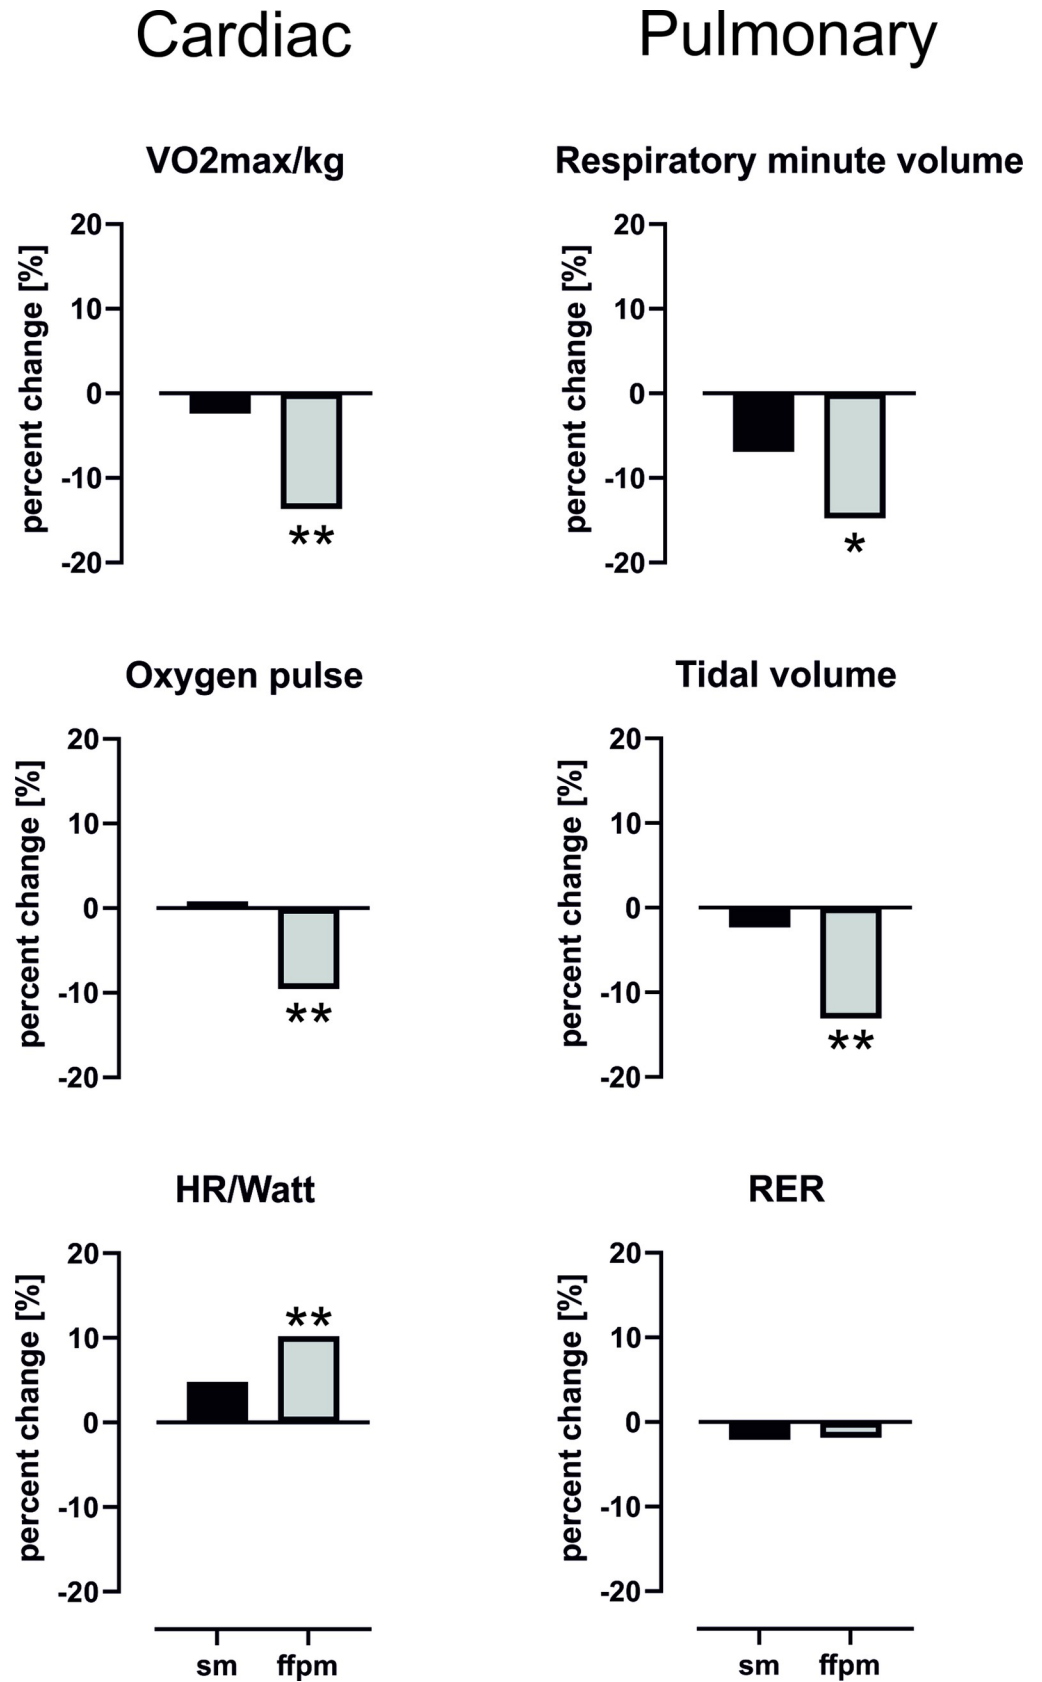 Cardiac
Pulmonary
VO2max/kg
Respiratory minute volume
percent change [%]
20
10
0
-10
-20
**
percent change [%]
20
10
0
-10
-20
*
Oxygen pulse
Tidal volume
percent change [%]
20
10
0
-10
-20
**
percent change [%]
20
10
0
-10
-20
**
HR/Watt
RER
percent change [%]
20
10
0
-10
-20
**
percent change [%]
20
10
0
-10
-20
sm ffpm
sm ffpm